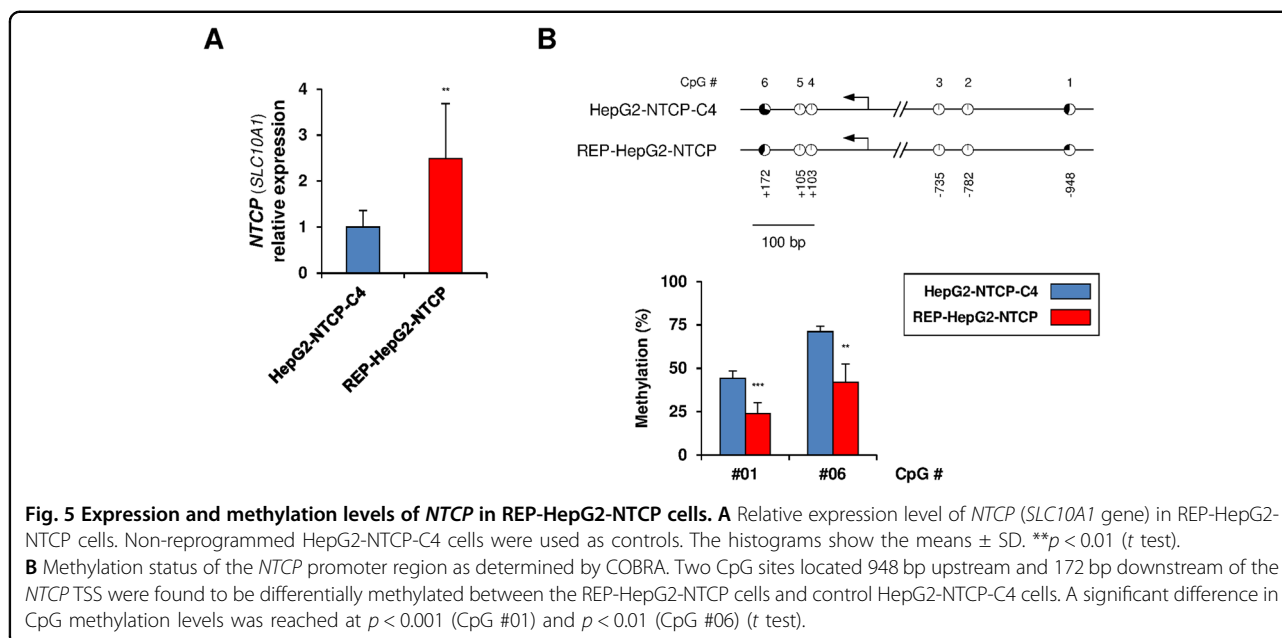 A
NTCP (SLC10A1)
relative expression
4
3
2
1
0
**
HepG2-NTCP-C4
REP-HepG2-NTCP
B
CpG # 6 5 4 3 2 1
HepG2-NTCP-C4
REP-HepG2-NTCP
+172 +105 +103 -735 -782 -948
100 bp
Methylation (%)
100
75
50
25
0
***
**
#01 #06 CpG #
HepG2-NTCP-C4
REP-HepG2-NTCP
Fig. 5 Expression and methylation levels of NTCP in REP-HepG2-NTCP cells. A Relative expression level of NTCP (SLC10A1 gene) in REP-HepG2-
NTCP cells. Non-reprogrammed HepG2-NTCP-C4 cells were used as controls. The histograms show the means ± SD. **p < 0.01 (t test).
B Methylation status of the NTCP promoter region as determined by COBRA. Two CpG sites located 948 bp upstream and 172 bp downstream of the
NTCP TSS were found to be differentially methylated between the REP-HepG2-NTCP cells and control HepG2-NTCP-C4 cells. A significant difference in
CpG methylation levels was reached at p < 0.001 (CpG #01) and p < 0.01 (CpG #06) (t test).